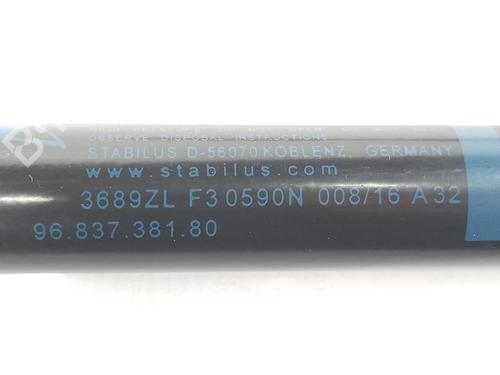 OBSERVE DISPOSAL INSTRUCTIONS
STABILUS D-56070 KOBLENZ, GERMANY
www.stabilus.com
3689ZL F3 0590N 008/16 A 32
96.837.381.80